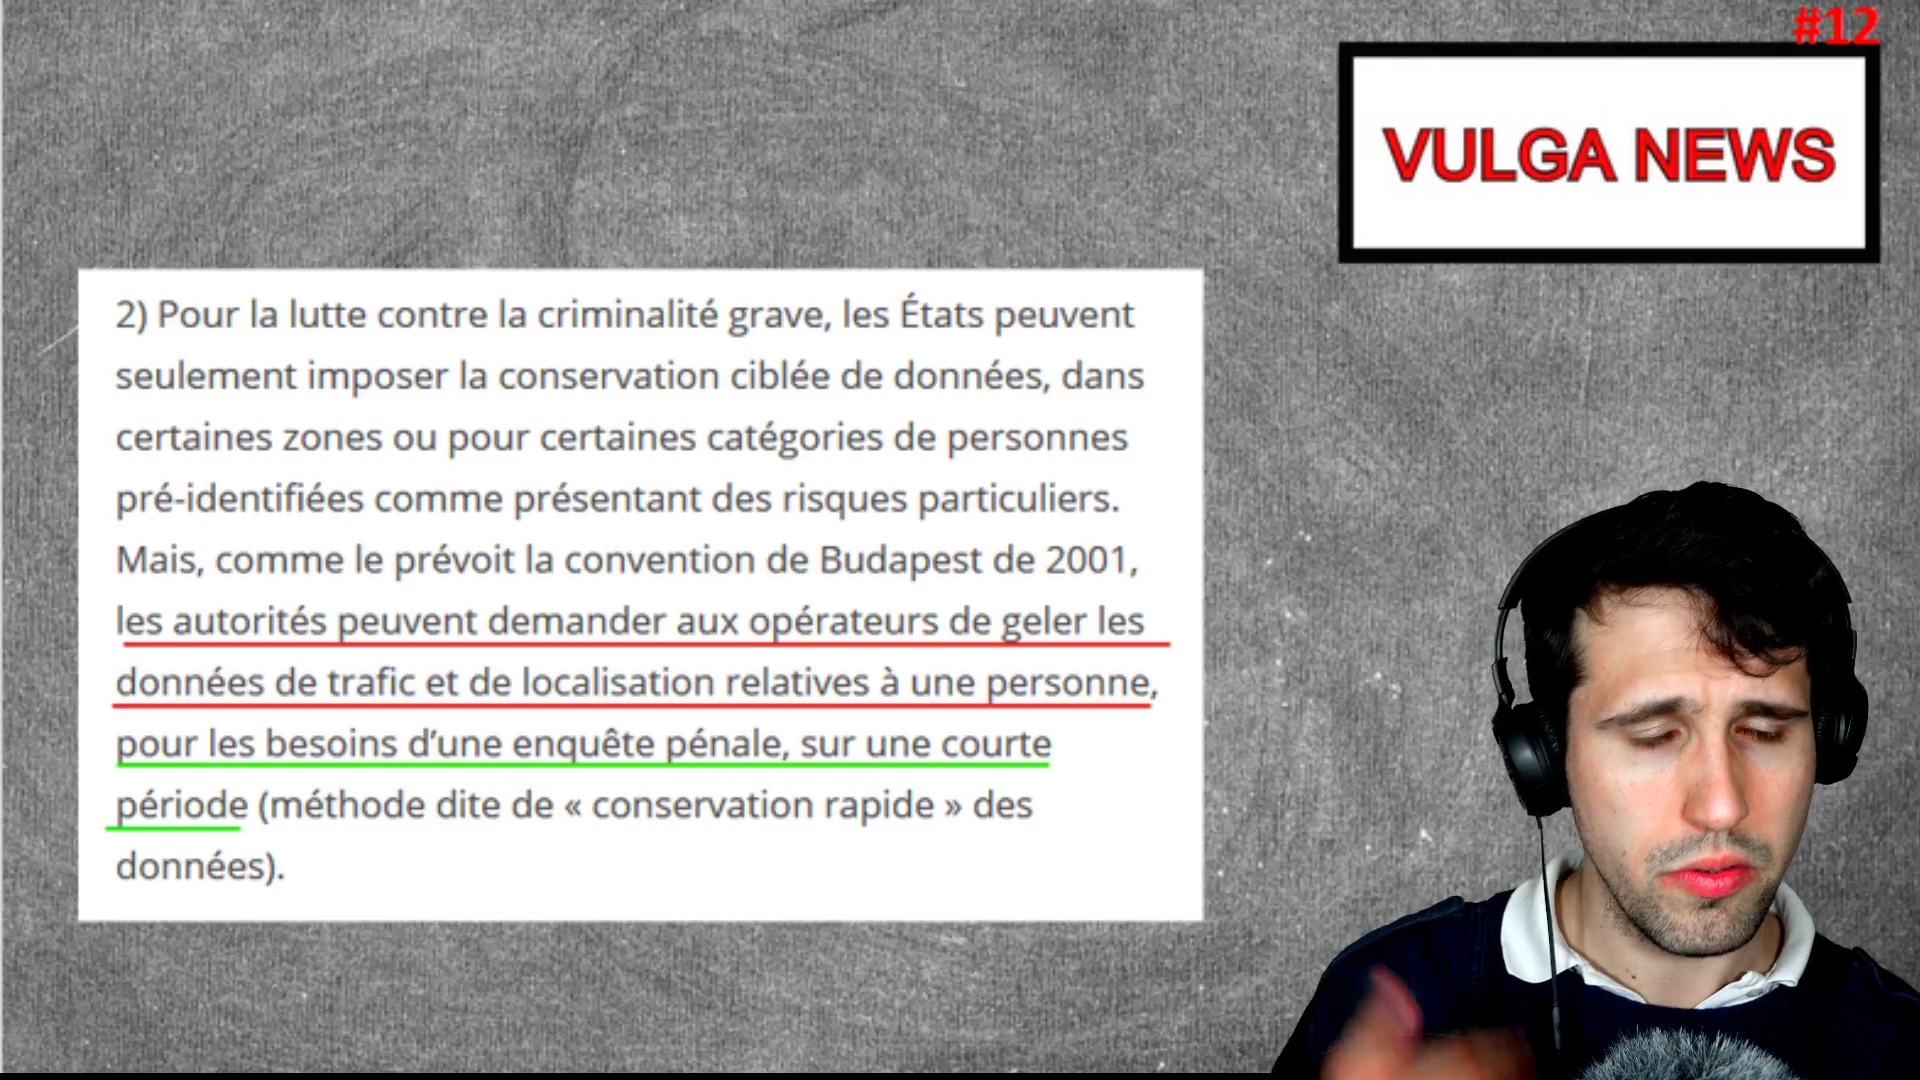 #12
VULGA NEWS
2) Pour la lutte contre la criminalité grave, les États peuvent
seulement imposer la conservation ciblée de données, dans
certaines zones ou pour certaines catégories de personnes
pré-identifiées comme présentant des risques particuliers.
Mais, comme le prévoit la convention de Budapest de 2001,
les autorités peuvent demander aux opérateurs de geler les
données de trafic et de localisation relatives à une personne,
pour les besoins d’une enquête pénale, sur une courte
période (méthode dite de « conservation rapide » des
données).